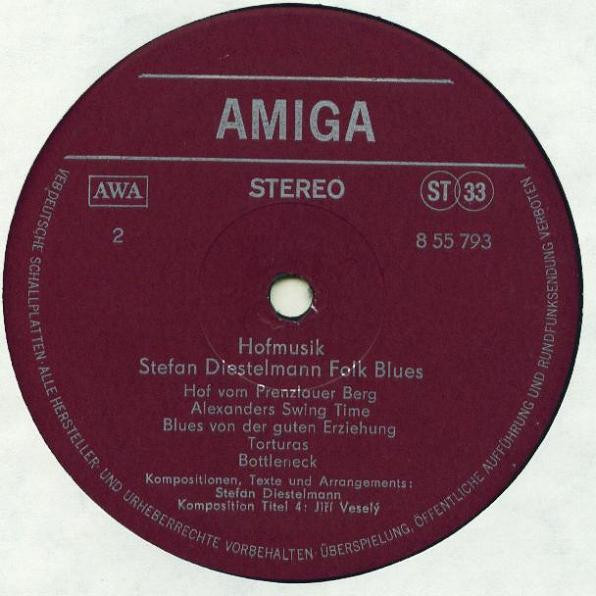 AMIGA
AWA
STEREO
ST 33
2
8 55 793
Hofmusik
Stefan Diestelmann Folk Blues
Hof vom Prenzlauer Berg
Alexanders Swing Time
Blues von der guten Erziehung
Torturas
Bottleneck
Kompositionen, Texte und Arrangements:
Stefan Diestelmann
Komposition Titel 4: Jiří Veselý
VEB DEUTSCHE SCHALLPLATTEN · ALLE HERSTELLER- UND URHEBERRECHTE VORBEHALTEN · ÜBERSPIELUNG, ÖFFENTLICHE AUFFÜHRUNG UND RUNDFUNKSENDUNG VERBOTEN